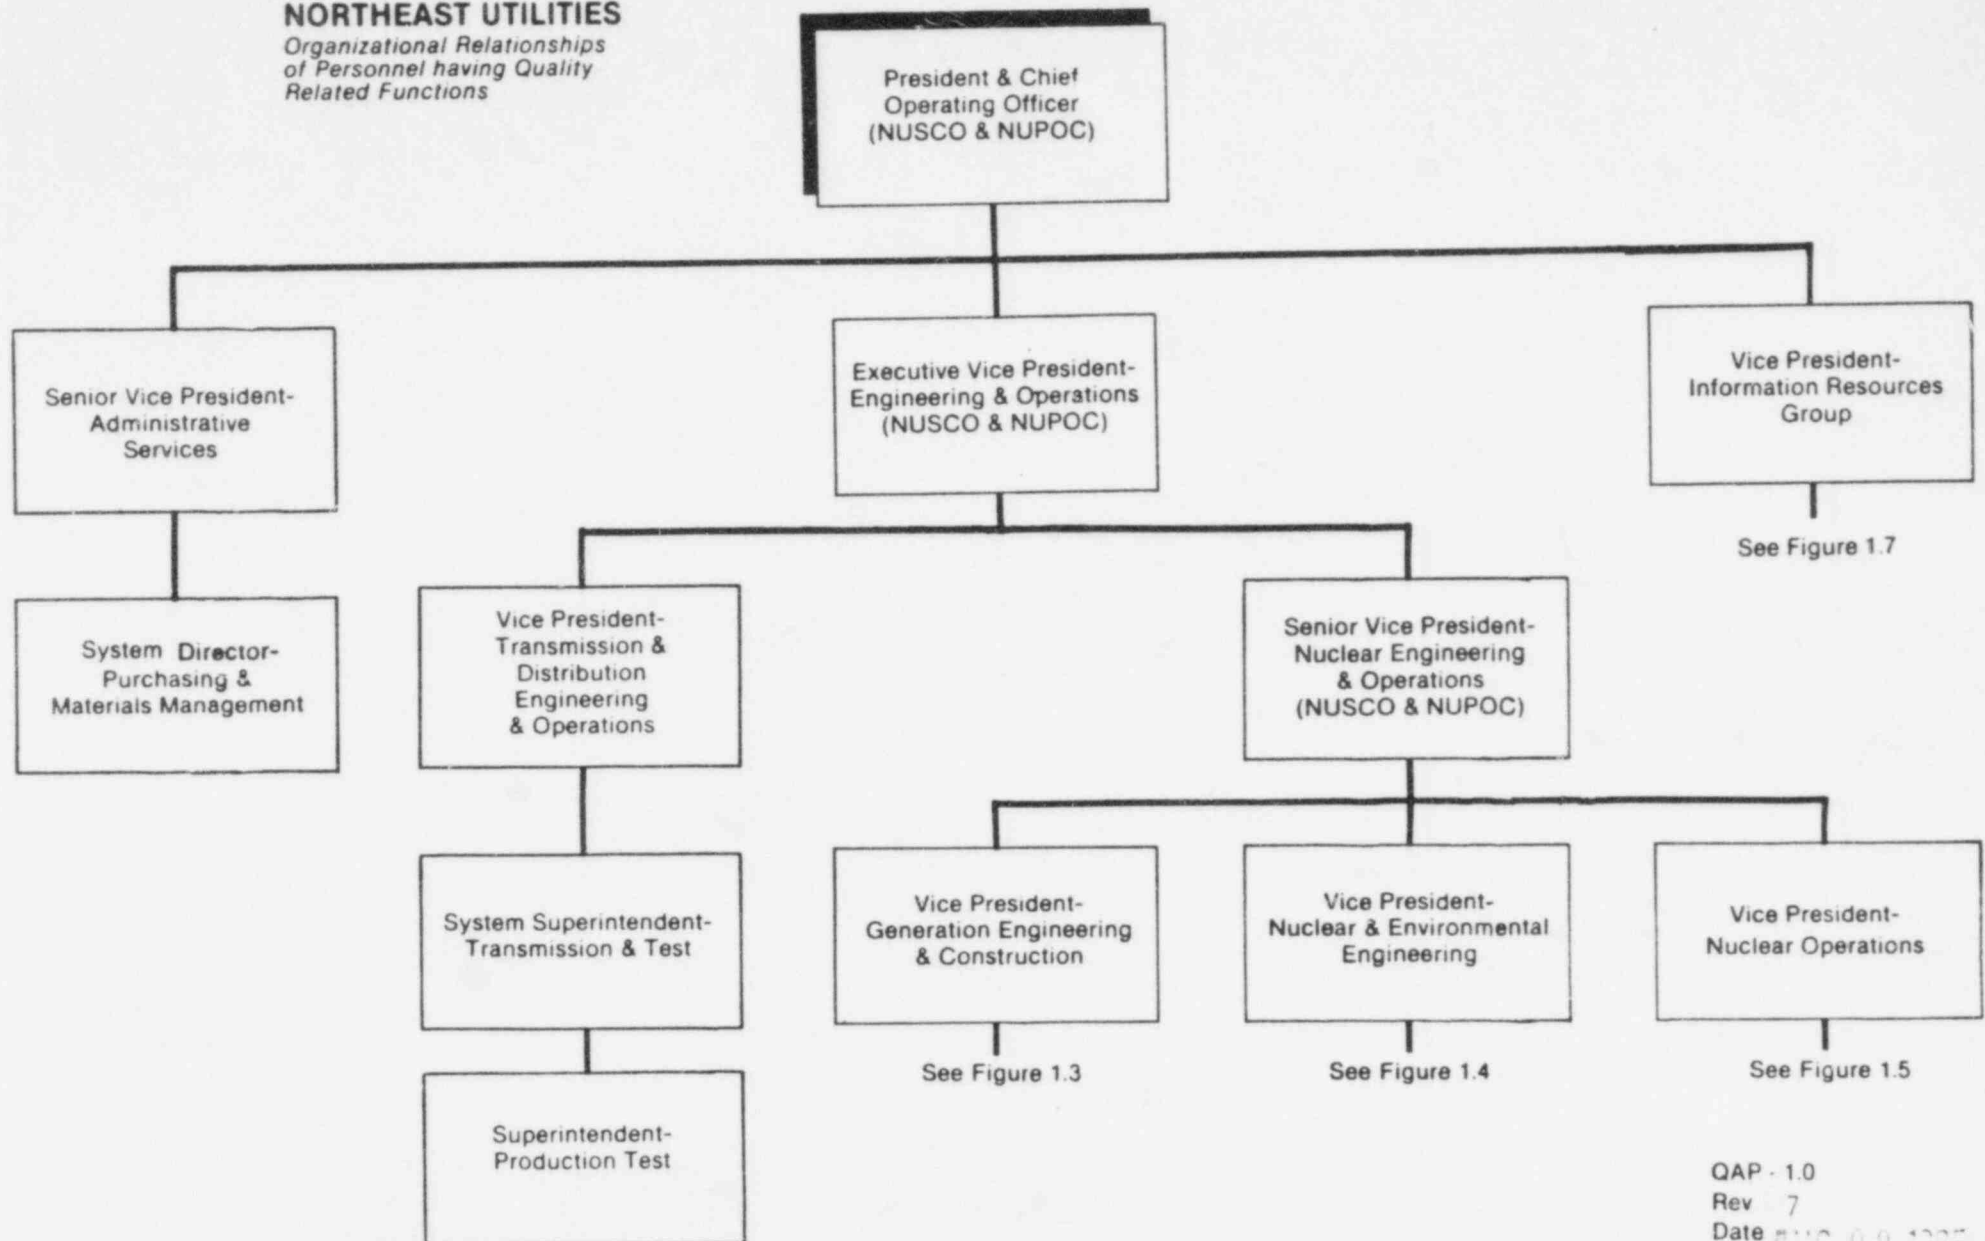 NORTHEAST UTILITIES
Organizational Relationships
of Personnel having Quality
Related Functions
President & Chief
Operating Officer
(NUSCO & NUPOC)
Senior Vice President-
Administrative
Services
Executive Vice President-
Engineering & Operations
(NUSCO & NUPOC)
Vice President-
Information Resources
Group
See Figure 1.7
System Director-
Purchasing &
Materials Management
Vice President-
Transmission &
Distribution
Engineering
& Operations
Senior Vice President-
Nuclear Engineering
& Operations
(NUSCO & NUPOC)
System Superintendent-
Transmission & Test
Vice President-
Generation Engineering
& Construction
Vice President-
Nuclear & Environmental
Engineering
Vice President-
Nuclear Operations
See Figure 1.3
See Figure 1.4
See Figure 1.5
Superintendent-
Production Test
QAP - 1.0
Rev 7
Date